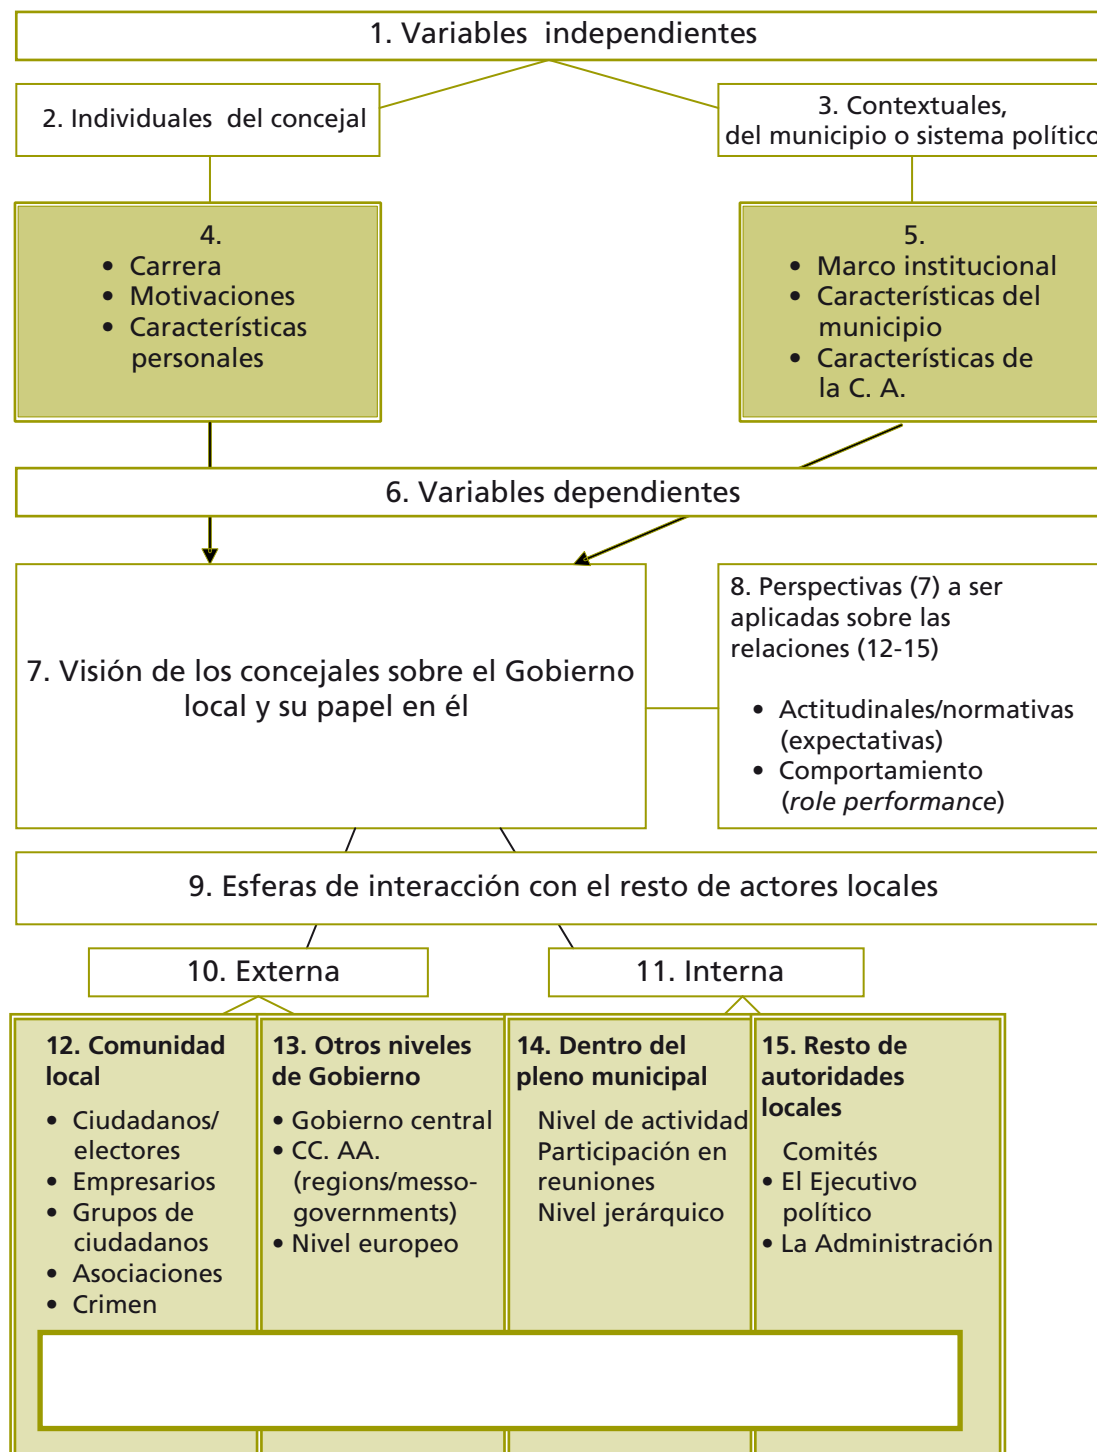 1. Variables independientes
2. Individuales del concejal
3. Contextuales,
del municipio o sistema político
4.
• Carrera
• Motivaciones
• Características
personales
5.
• Marco institucional
• Características del
municipio
• Características de
la C. A.
6. Variables dependientes
7. Visión de los concejales sobre el Gobierno
local y su papel en él
8. Perspectivas (7) a ser
aplicadas sobre las
relaciones (12-15)
• Actitudinales/normativas
(expectativas)
• Comportamiento
(role performance)
9. Esferas de interacción con el resto de actores locales
10. Externa
11. Interna
12. Comunidad
local
• Ciudadanos/
electores
• Empresarios
• Grupos de
ciudadanos
• Asociaciones
• Crimen
13. Otros niveles
de Gobierno
• Gobierno central
• CC. AA.
(regions/messo-
governments)
• Nivel europeo
14. Dentro del
pleno municipal
Nivel de actividad
Participación en
reuniones
Nivel jerárquico
15. Resto de
autoridades
locales
Comités
• El Ejecutivo
político
• La Administración